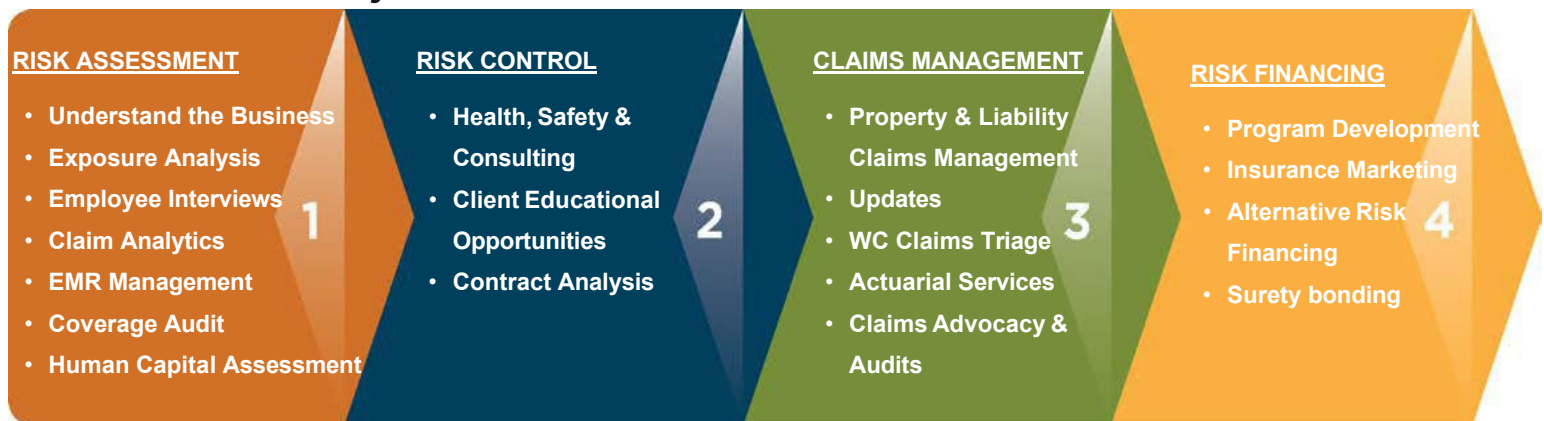 RISK ASSESSMENT
• Understand the Business
• Exposure Analysis
• Employee Interviews
• Claim Analytics
• EMR Management
• Coverage Audit
• Human Capital Assessment
1
RISK CONTROL
• Health, Safety &
Consulting
• Client Educational
Opportunities
• Contract Analysis
2
CLAIMS MANAGEMENT
• Property & Liability
Claims Management
• Updates
• WC Claims Triage
• Actuarial Services
• Claims Advocacy &
Audits
3
RISK FINANCING
• Program Development
• Insurance Marketing
• Alternative Risk
Financing
• Surety bonding
4